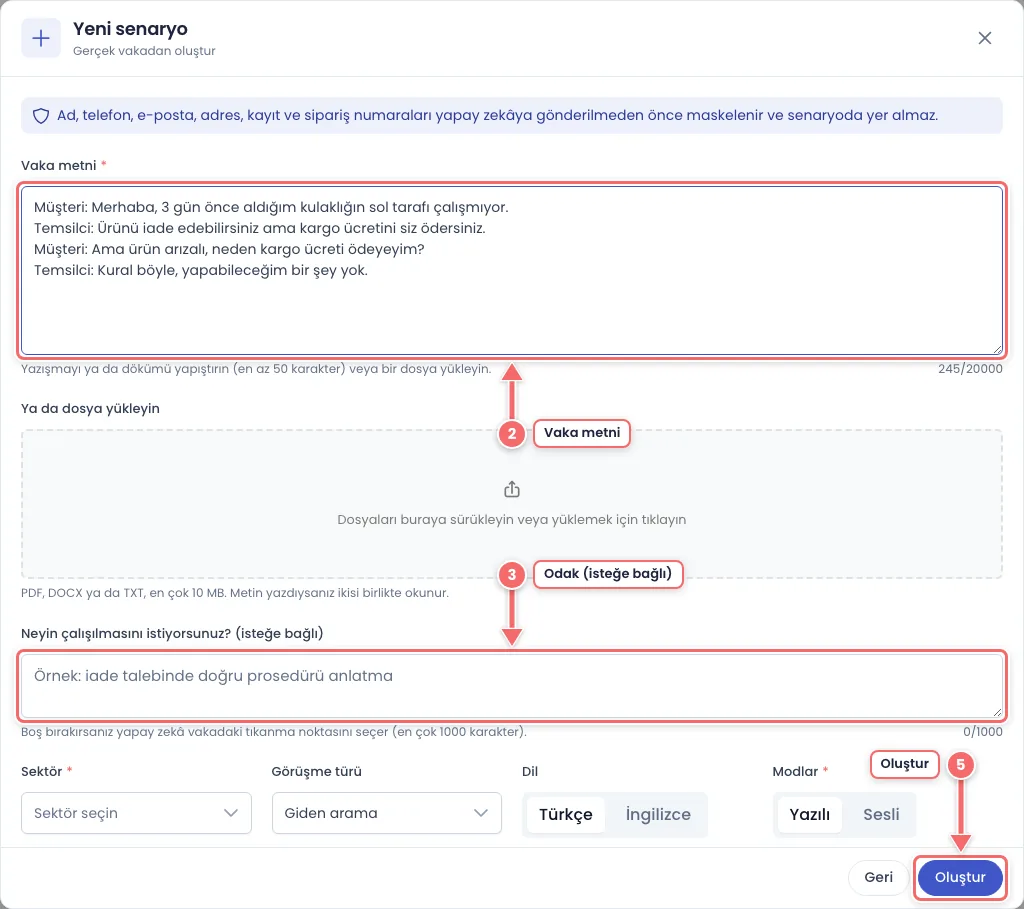 Yeni senaryo
Gerçek vakadan oluştur
Ad, telefon, e-posta, adres, kayıt ve sipariş numaraları yapay zekâya gönderilmeden önce maskelenir ve senaryoda yer almaz.
Vaka metni *
Müşteri: Merhaba, 3 gün önce aldığım kulaklığın sol tarafı çalışmıyor.
Temsilci: Ürünü iade edebilirsiniz ama kargo ücretini siz ödersiniz.
Müşteri: Ama ürün arızalı, neden kargo ücreti ödeyeyim?
Temsilci: Kural böyle, yapabileceğim bir şey yok.
Yazışmayı ya da dökümü yapıştırın (en az 50 karakter) veya bir dosya yükleyin. 245/20000
Ya da dosya yükleyin
2 Vaka metni
Dosyaları buraya sürükleyin veya yüklemek için tıklayın
3 Odak (isteğe bağlı)
PDF, DOCX ya da TXT, en çok 10 MB. Metin yazdıysanız ikisi birlikte okunur.
Neyin çalışılmasını istiyorsunuz? (isteğe bağlı)
Örnek: iade talebinde doğru prosedürü anlatma
Boş bırakırsanız yapay zekâ vakadaki tıkanma noktasını seçer (en çok 1000 karakter). 0/1000
Sektör * Görüşme türü Dil Modlar * Oluştur 5
Sektör seçin Giden arama Türkçe İngilizce Yazılı Sesli
Geri Oluştur